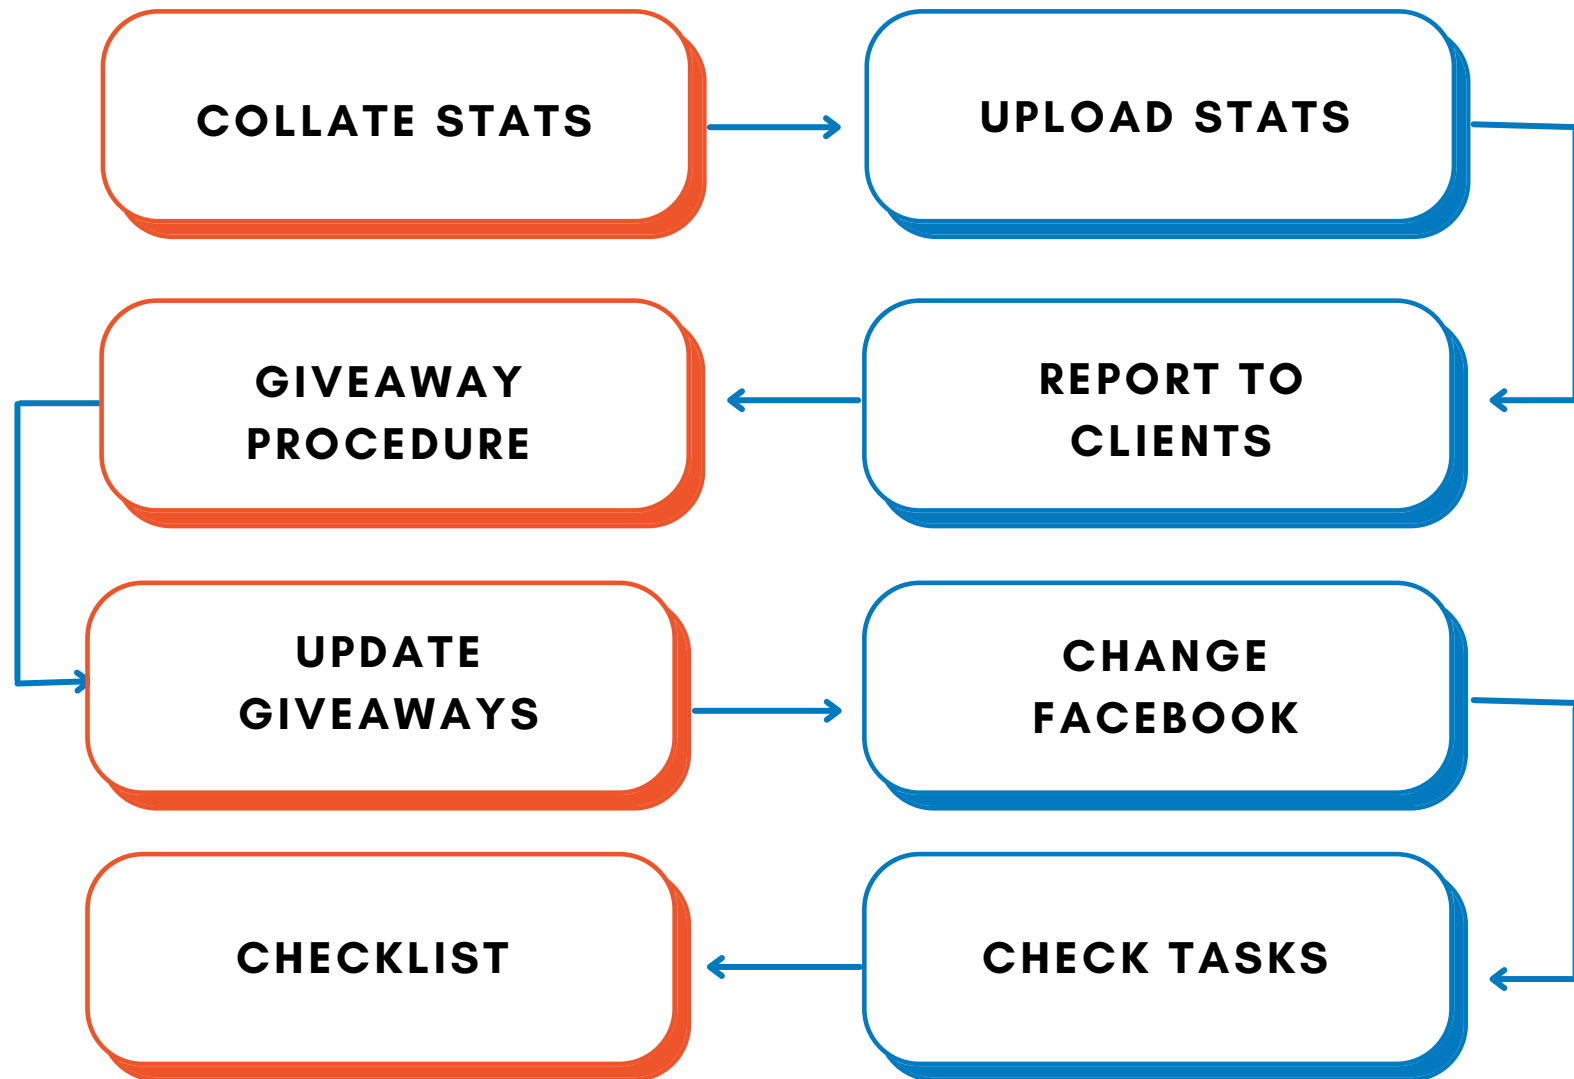 COLLATE STATS
UPLOAD STATS
GIVEAWAY
PROCEDURE
REPORT TO
CLIENTS
UPDATE
GIVEAWAYS
CHANGE
FACEBOOK
CHECKLIST
CHECK TASKS